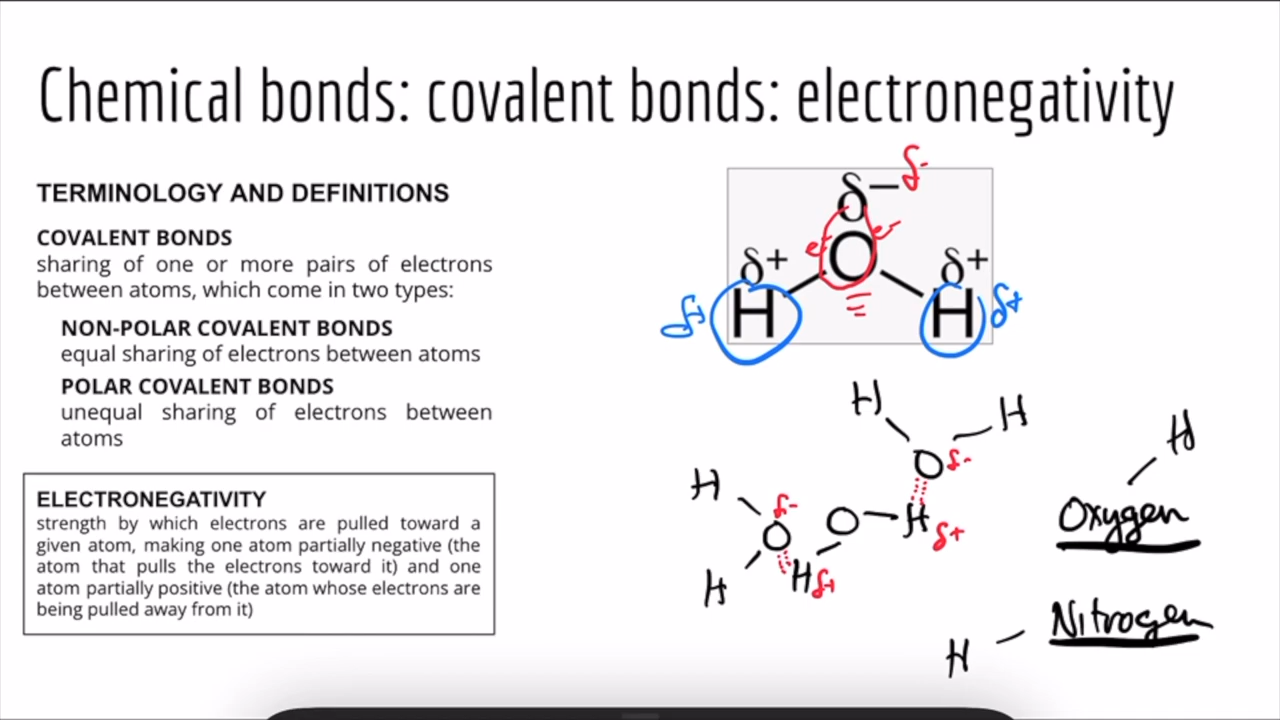 Chemical bonds: covalent bonds: electronegativity
TERMINOLOGY AND DEFINITIONS
COVALENT BONDS
sharing of one or more pairs of electrons
between atoms, which come in two types:
NON-POLAR COVALENT BONDS
equal sharing of electrons between atoms
POLAR COVALENT BONDS
unequal sharing of electrons between
atoms
ELECTRONEGATIVITY
strength by which electrons are pulled toward a
given atom, making one atom partially negative (the
atom that pulls the electrons toward it) and one
atom partially positive (the atom whose electrons are
being pulled away from it)
δ-
δ−
e- e-
O
δ+ δ+
δ+ H H δ+
H H
O δ-
H δ-
O O H
δ+
H H δ+
H
Oxygen
Nitrogen
H